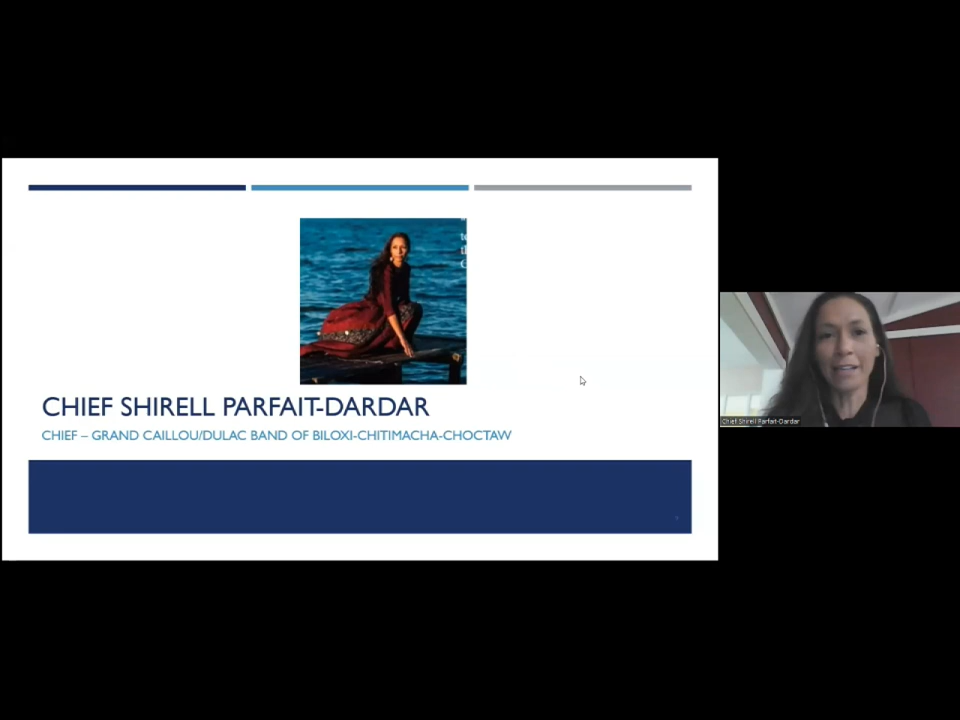 CHIEF SHIRELL PARFAIT-DARDAR
CHIEF – GRAND CAILLOU/DULAC BAND OF BILOXI-CHITIMACHA-CHOCTAW
Chief Shirell Parfait-Dardar